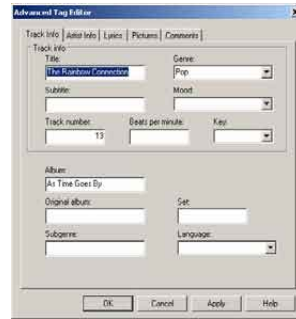 Advanced Tag Editor
Track Info Artist Info Lyrics Pictures Comments
Track info
Title: Genre:
The Rainbow Connection Pop
Subtitle: Mood:
Track number: Beats per minute: Key:
13
Album:
As Time Goes By
Original album: Set:
Subgenre: Language:
OK Cancel Apply Help